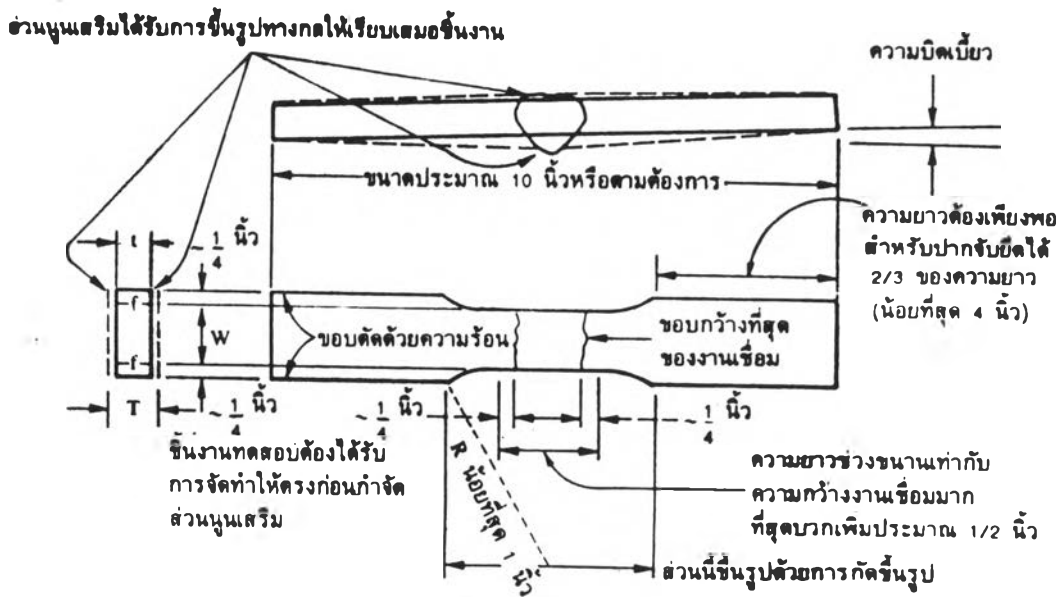 ส่วนนูนเสริมได้รับการขึ้นรูปทางกลให้เรียบเสมอชิ้นงาน
ความบิดเบี้ยว
ขนาดประมาณ 10 นิ้วหรือตามต้องการ
ความยาวต้องเพียงพอ
สำหรับปากจับยึดได้
2/3 ของความยาว
(น้อยที่สุด 4 นิ้ว)
t
~ 1/4 นิ้ว
f
W
f
T
~ 1/4 นิ้ว
ขอบตัดด้วยความร้อน
ขอบกว้างที่สุด
ของงานเชื่อม
~ 1/4 นิ้ว
~ 1/4 นิ้ว
ชิ้นงานทดสอบต้องได้รับ
การจัดทำให้ตรงก่อนกำจัด
ส่วนนูนเสริม
R น้อยที่สุด 1 นิ้ว
ความยาวช่วงขนานเท่ากับ
ความกว้างงานเชื่อมมาก
ที่สุดบวกเพิ่มประมาณ 1/2 นิ้ว
ส่วนนี้ขึ้นรูปด้วยการกัดขึ้นรูป